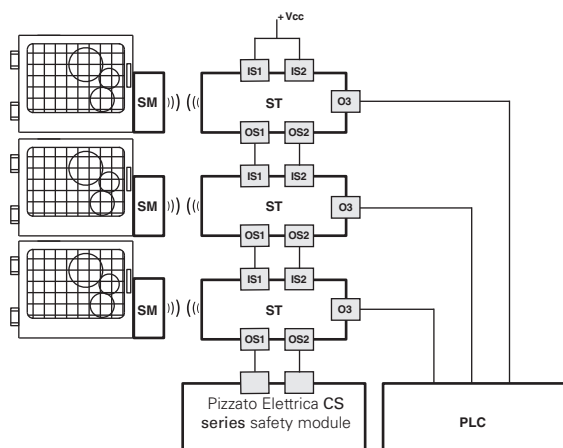 + Vcc
IS1 IS2
SM ST O3
OS1 OS2
IS1 IS2
SM ST O3
OS1 OS2
IS1 IS2
SM ST O3
OS1 OS2
Pizzato Elettrica CS
series safety module
PLC